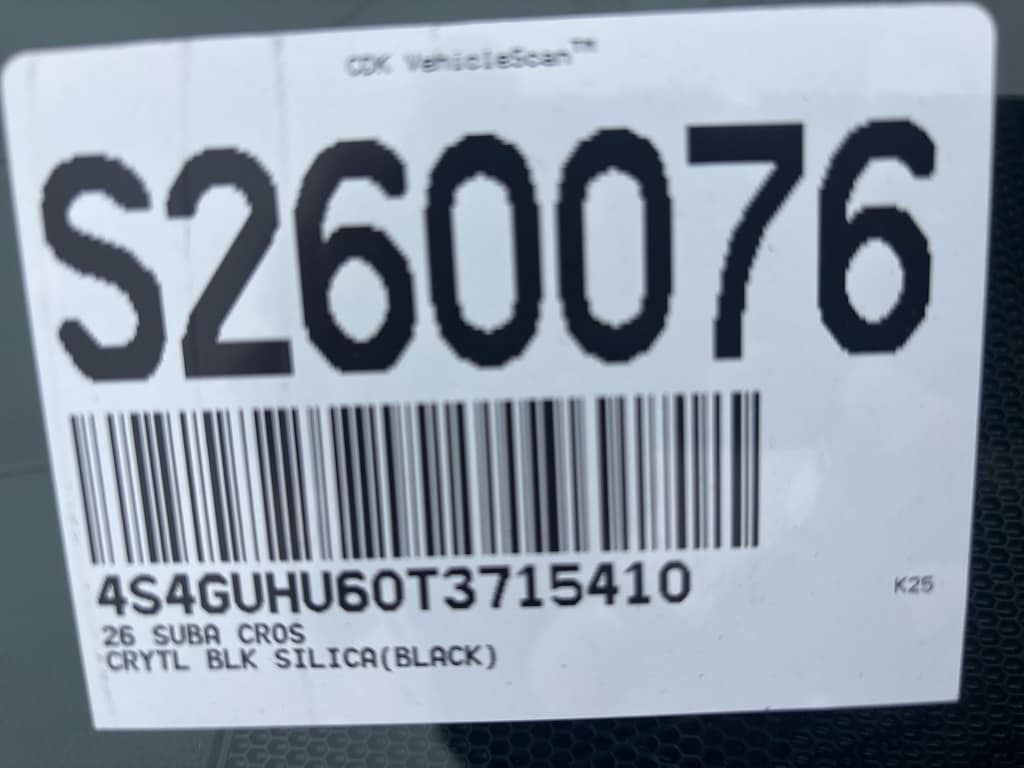 CDK VehicleScan™
S260076
4S4GUHU60T3715410
K25
26 SUBA CROS
CRYTL BLK SILICA(BLACK)